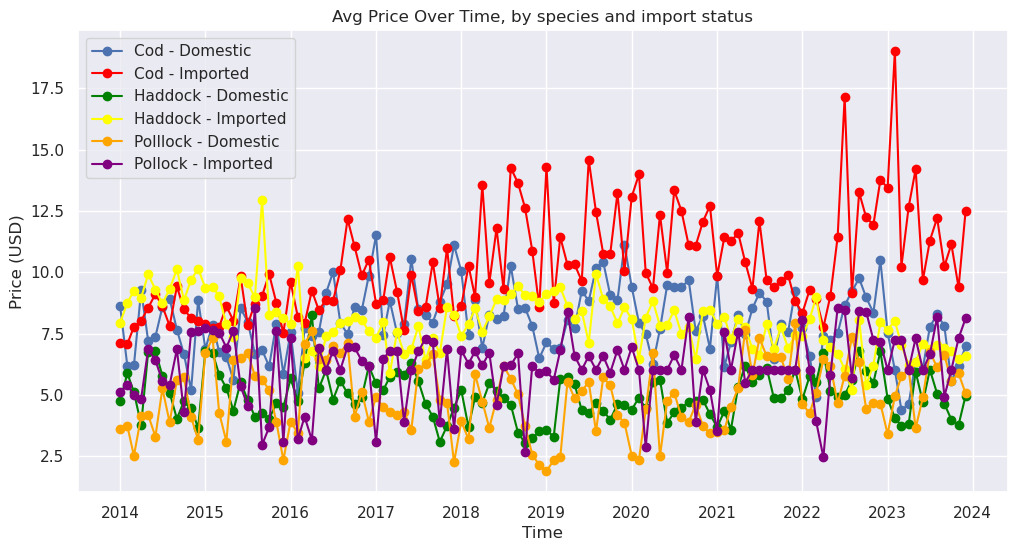 Avg Price Over Time, by species and import status
Cod - Domestic
Cod - Imported
Haddock - Domestic
Haddock - Imported
Polllock - Domestic
Pollock - Imported
Price (USD)
17.5
15.0
12.5
10.0
7.5
5.0
2.5
2014 2015 2016 2017 2018 2019 2020 2021 2022 2023 2024
Time